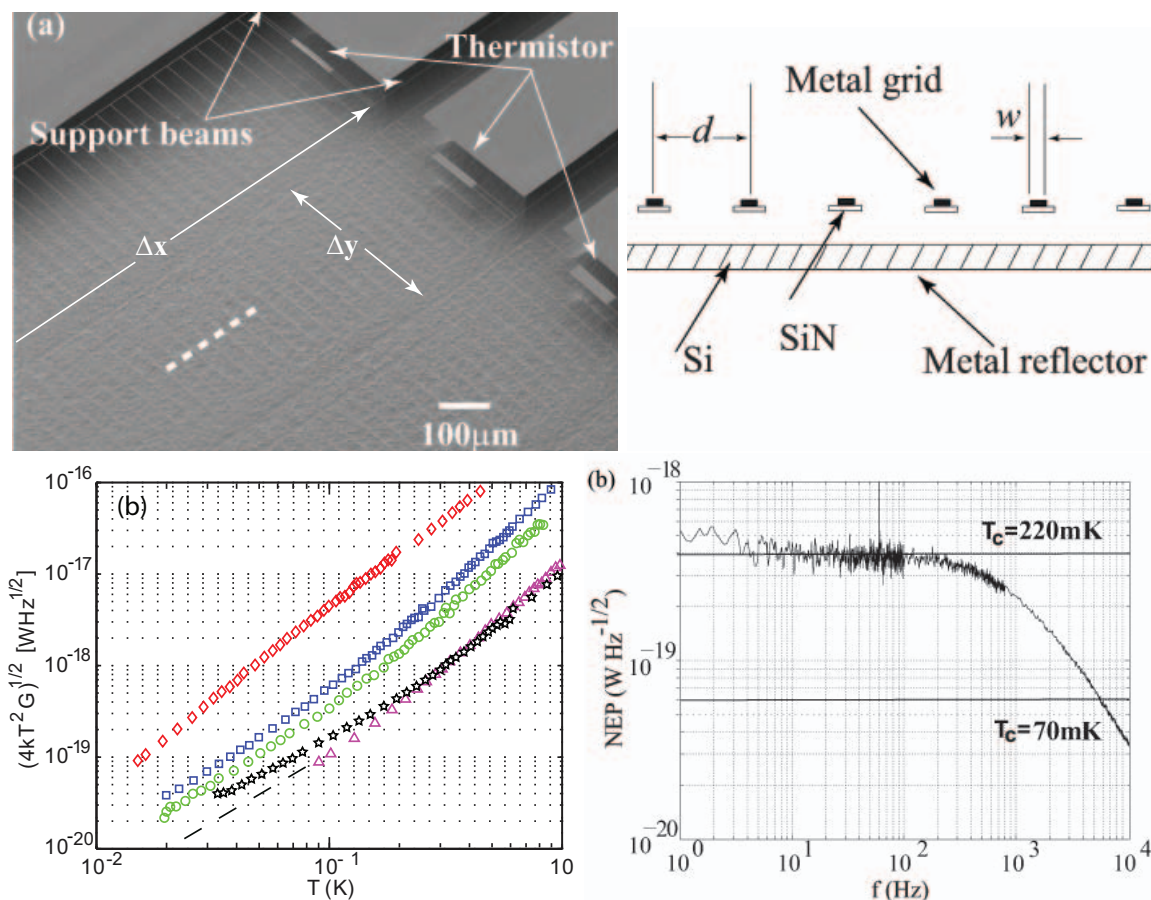 (a)
Thermistor
Support beams
Δx
Δy
100μm
Metal grid
d
w
SiN
Si
Metal reflector
(b)
(4kT²G)^1/2 [WHz^1/2]
10^-16
10^-17
10^-18
10^-19
10^-20
10^-2
10^-1
10^0
T (K)
(b)
NEP (W Hz^-1/2)
10^-18
10^-19
10^-20
T_C=220mK
T_C=70mK
10^0
10^1
10^2
10^3
10^4
f (Hz)